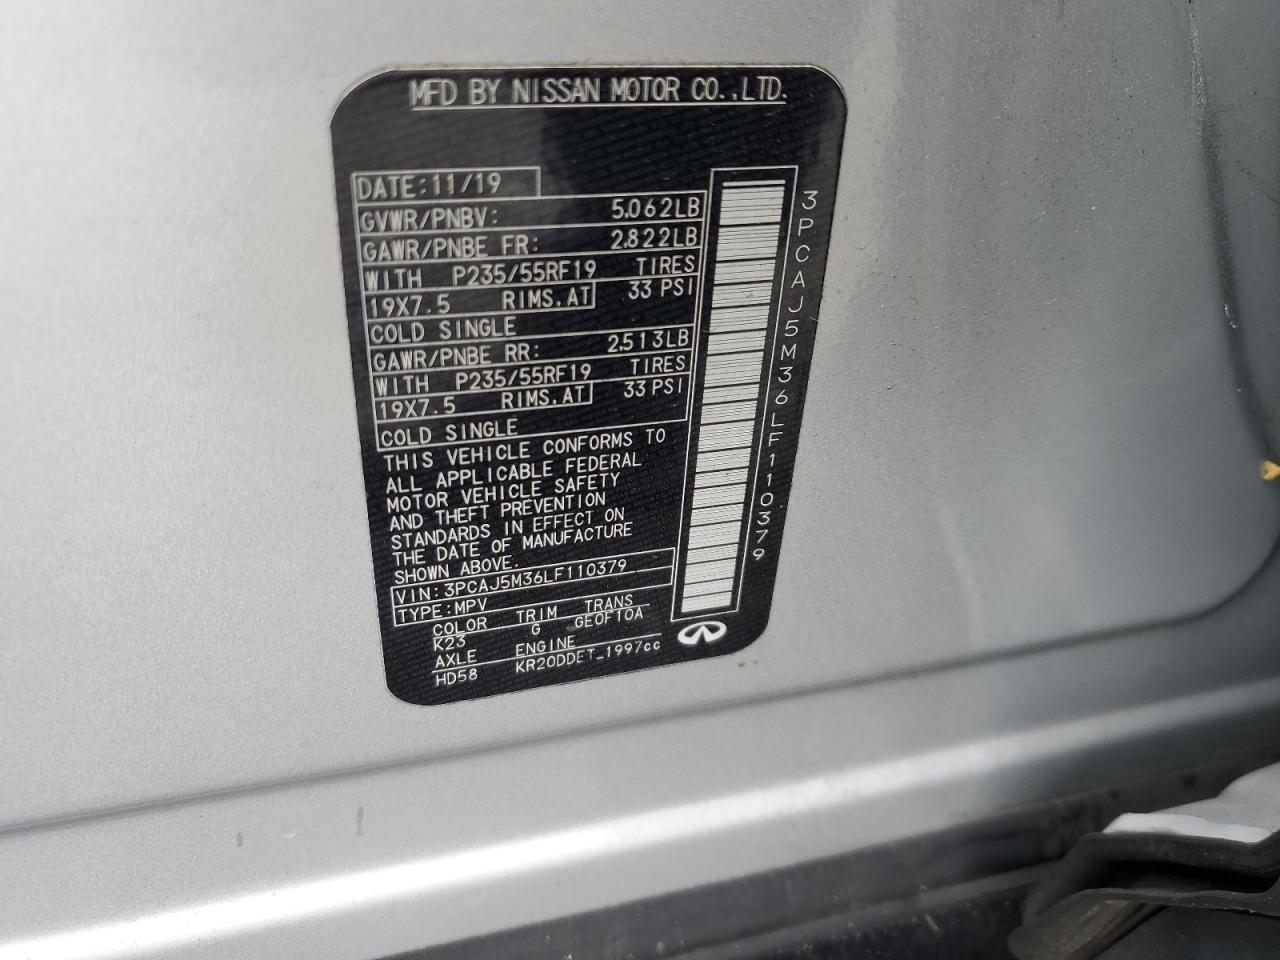 MFD BY NISSAN MOTOR CO.,LTD.
DATE:11/19
GVWR/PNBV: 5.062LB
GAWR/PNBE FR: 2.822LB
WITH P235/55RF19 TIRES
19X7.5 RIMS.AT 33 PSI
COLD SINGLE
GAWR/PNBE RR: 2.513LB
WITH P235/55RF19 TIRES
19X7.5 RIMS.AT 33 PSI
COLD SINGLE
THIS VEHICLE CONFORMS TO
ALL APPLICABLE FEDERAL
MOTOR VEHICLE SAFETY
AND THEFT PREVENTION
STANDARDS IN EFFECT ON
THE DATE OF MANUFACTURE
SHOWN ABOVE.
VIN:3PCAJ5M36LF110379
TYPE:MPV
COLOR TRIM TRANS
K23 G GE0F10A
AXLE ENGINE
HD58 KR20DDET_1997cc
3PCAJ5M36LF110379